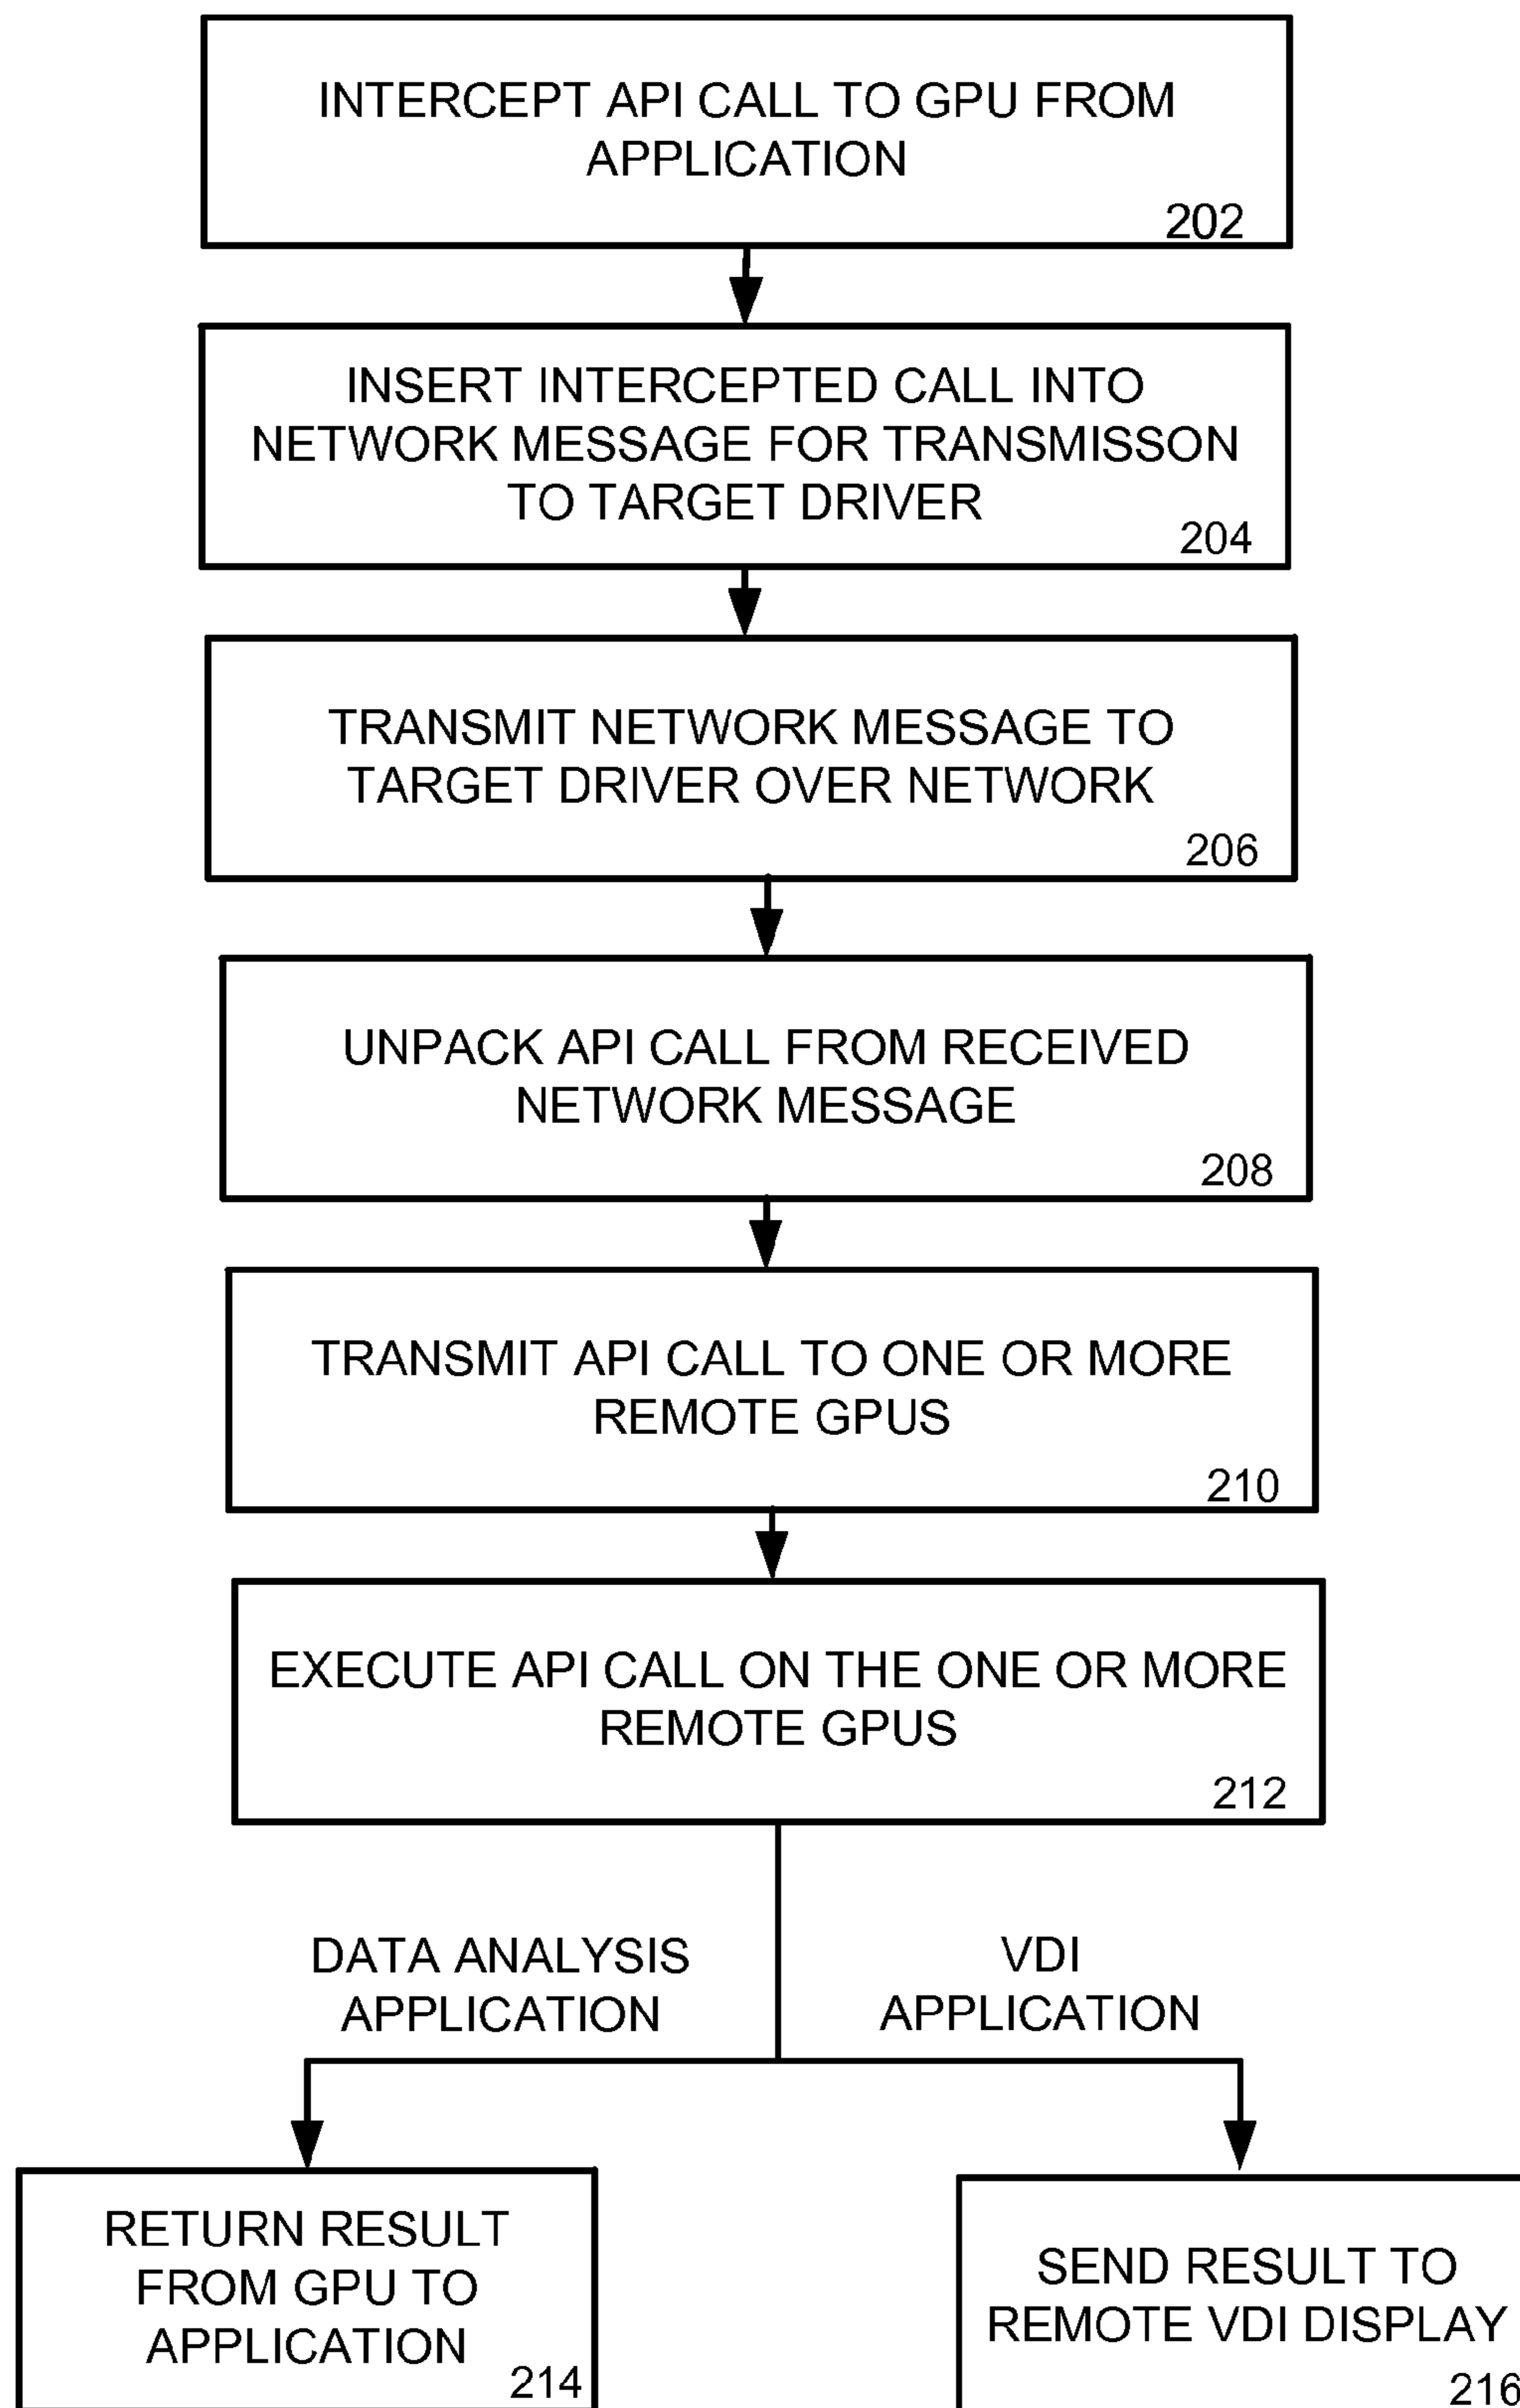 INTERCEPT API CALL TO GPU FROM
APPLICATION
202
INSERT INTERCEPTED CALL INTO
NETWORK MESSAGE FOR TRANSMISSON
TO TARGET DRIVER
204
TRANSMIT NETWORK MESSAGE TO
TARGET DRIVER OVER NETWORK
206
UNPACK API CALL FROM RECEIVED
NETWORK MESSAGE
208
TRANSMIT API CALL TO ONE OR MORE
REMOTE GPUS
210
EXECUTE API CALL ON THE ONE OR MORE
REMOTE GPUS
212
DATA ANALYSIS
APPLICATION
VDI
APPLICATION
RETURN RESULT
FROM GPU TO
APPLICATION
214
SEND RESULT TO
REMOTE VDI DISPLAY
216